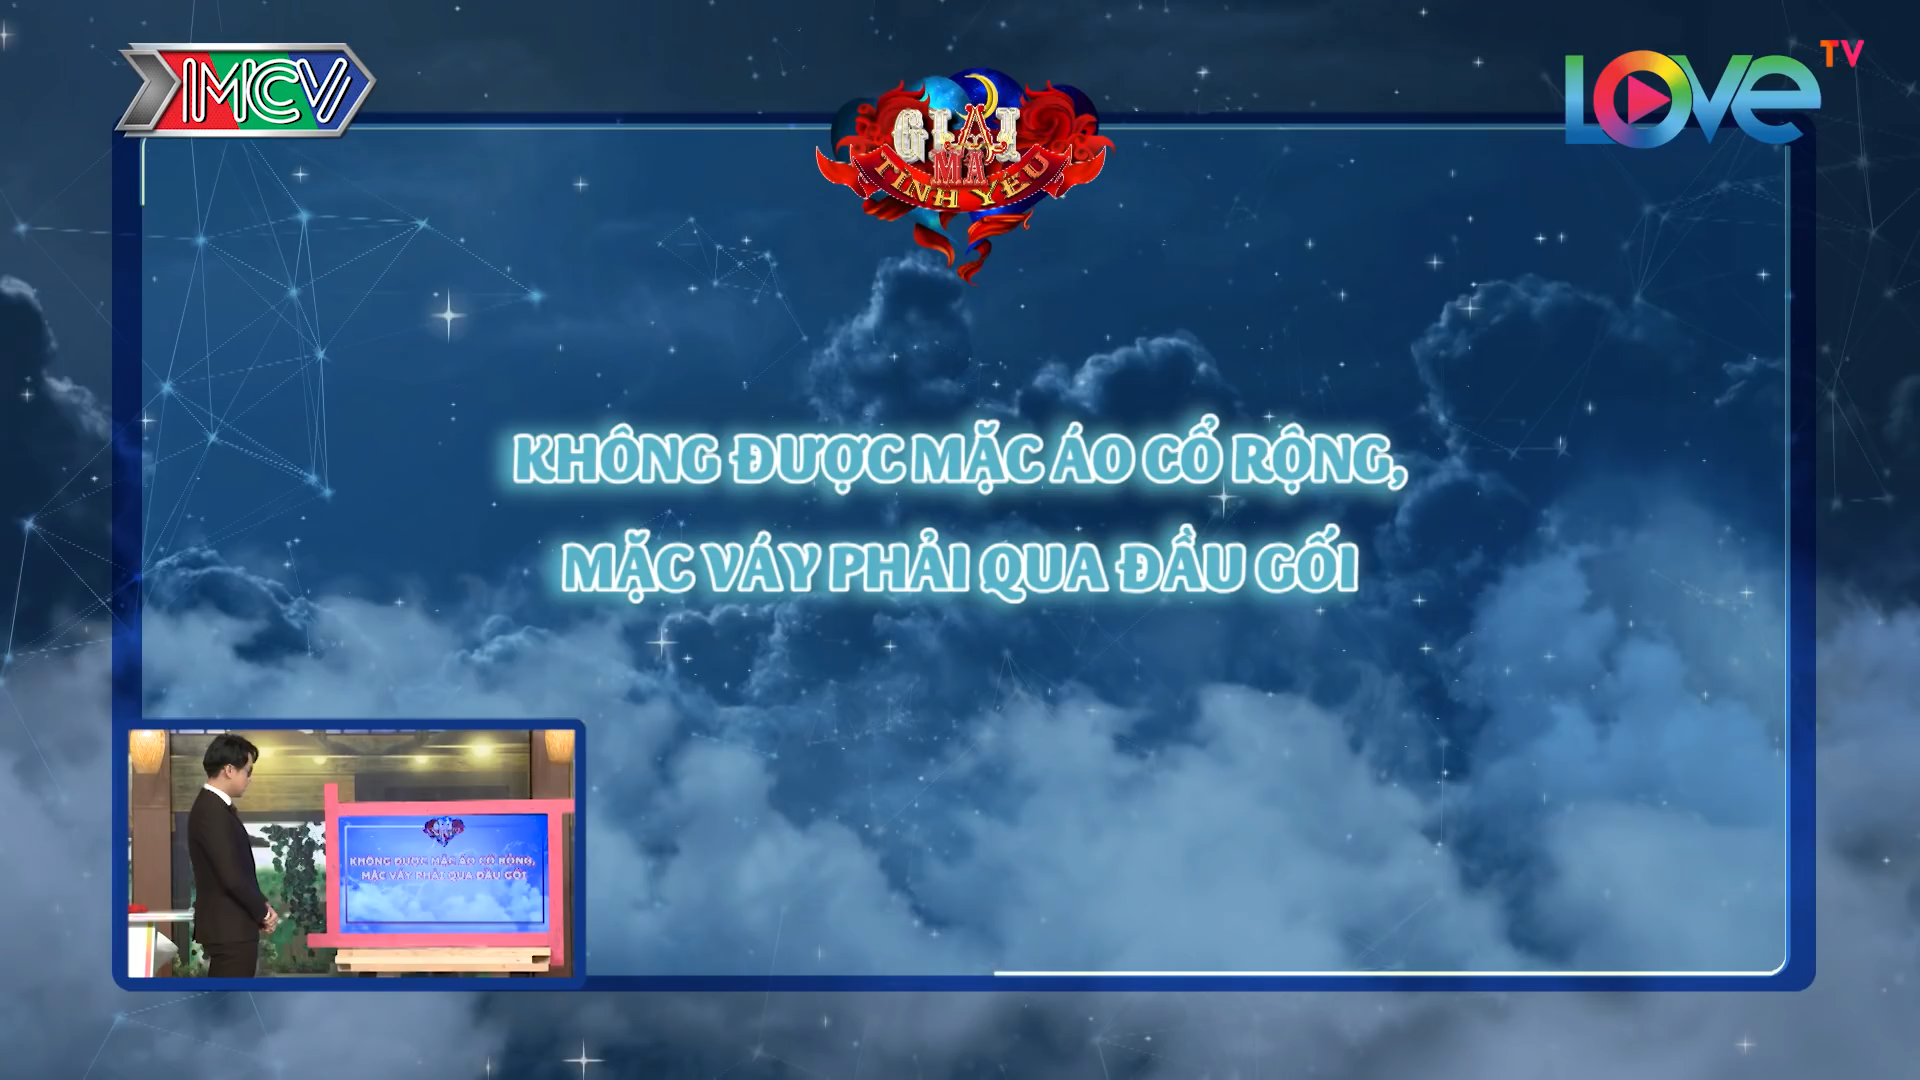 MCV
LOVE TV
GIẢI
MÃ
TÌNH YÊU
KHÔNG ĐƯỢC MẶC ÁO CỔ RỘNG,
MẶC VÁY PHẢI QUA ĐẦU GỐI
KHÔNG ĐƯỢC MẶC ÁO CỔ RỘNG,
MẶC VÁY PHẢI QUA ĐẦU GỐI